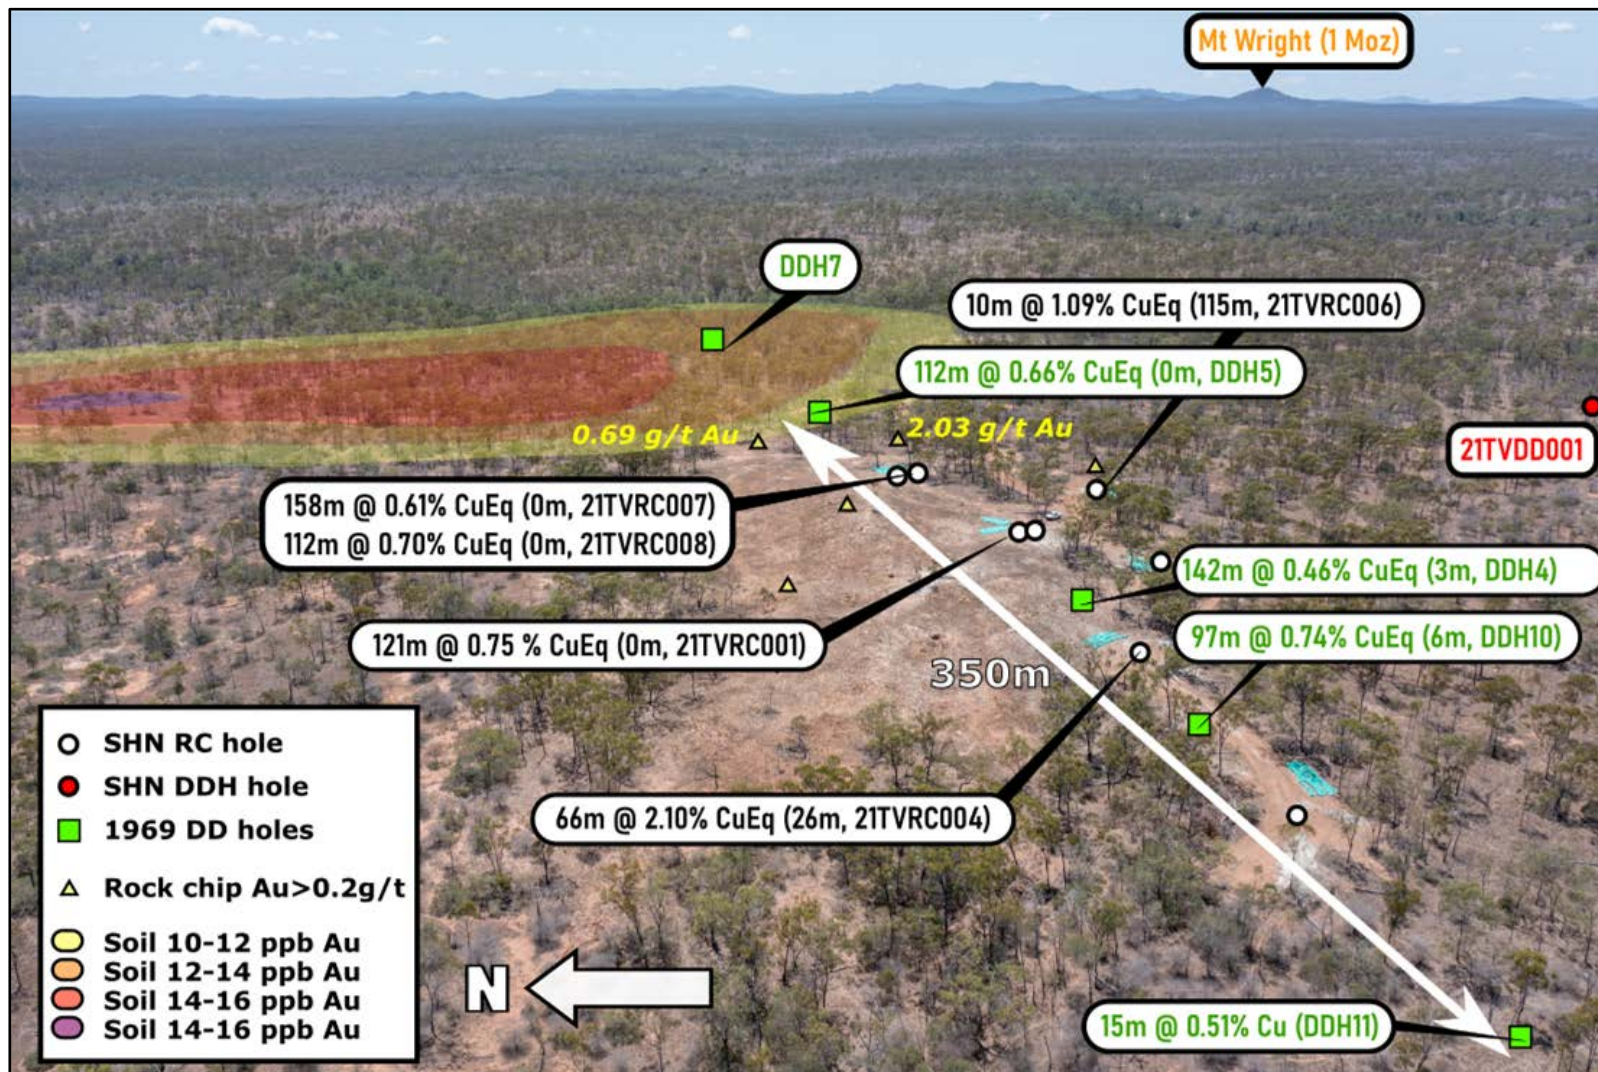 Mt Wright (1 Moz)
DDH7
10m @ 1.09% CuEq (115m, 21TVRC006)
112m @ 0.66% CuEq (0m, DDH5)
0.69 g/t Au
2.03 g/t Au
21TVDD001
158m @ 0.61% CuEq (0m, 21TVRC007)
112m @ 0.70% CuEq (0m, 21TVRC008)
142m @ 0.46% CuEq (3m, DDH4)
121m @ 0.75 % CuEq (0m, 21TVRC001)
97m @ 0.74% CuEq (6m, DDH10)
350m
66m @ 2.10% CuEq (26m, 21TVRC004)
15m @ 0.51% Cu (DDH11)
N
SHN RC hole
SHN DDH hole
1969 DD holes
Rock chip Au>0.2g/t
Soil 10-12 ppb Au
Soil 12-14 ppb Au
Soil 14-16 ppb Au
Soil 14-16 ppb Au